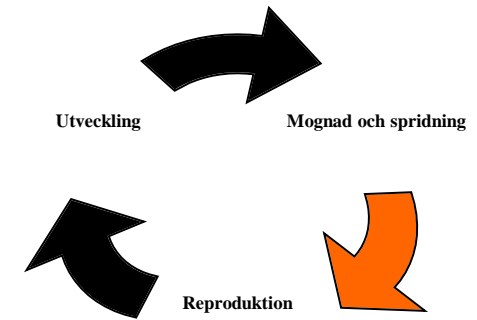 Utveckling
Mognad och spridning
Reproduktion